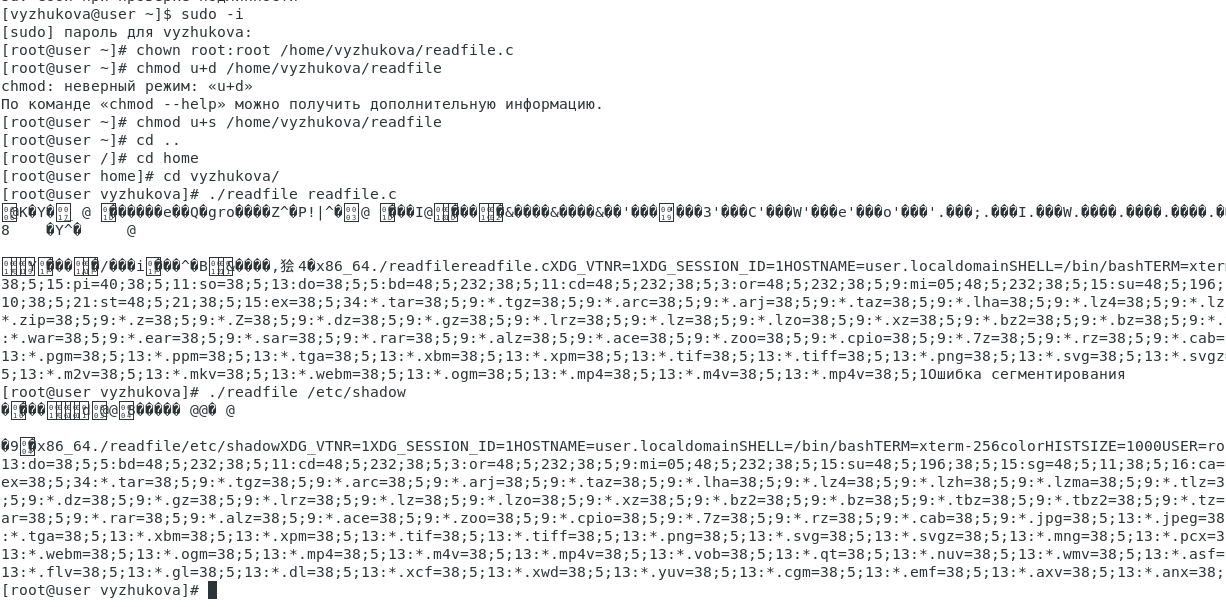 [vyzhukova@user ~]$ sudo -i
[sudo] пароль для vyzhukova:
[root@user ~]# chown root:root /home/vyzhukova/readfile.c
[root@user ~]# chmod u+d /home/vyzhukova/readfile
chmod: неверный режим: «u+d»
По команде «chmod --help» можно получить дополнительную информацию.
[root@user ~]# chmod u+s /home/vyzhukova/readfile
[root@user ~]# cd ..
[root@user /]# cd home
[root@user home]# cd vyzhukova/
[root@user vyzhukova]# ./readfile readfile.c
8    �Y^�     @
4�x86_64./readfilereadfile.cXDG_VTNR=1XDG_SESSION_ID=1HOSTNAME=user.localdomainSHELL=/bin/bashTERM=xterm
38;5;15:pi=40;38;5;11:so=38;5;13:do=38;5;5:bd=48;5;232;38;5;11:cd=48;5;232;38;5;3:or=48;5;232;38;5;9:mi=05;48;5;232;38;5;15:su=48;5;196;
10;38;5;21:st=48;5;21;38;5;15:ex=38;5;34:*.tar=38;5;9:*.tgz=38;5;9:*.arc=38;5;9:*.arj=38;5;9:*.taz=38;5;9:*.lha=38;5;9:*.lz4=38;5;9:*.lz
*.zip=38;5;9:*.z=38;5;9:*.Z=38;5;9:*.dz=38;5;9:*.gz=38;5;9:*.lrz=38;5;9:*.lz=38;5;9:*.lzo=38;5;9:*.xz=38;5;9:*.bz2=38;5;9:*.bz=38;5;9:*.
:*.war=38;5;9:*.ear=38;5;9:*.sar=38;5;9:*.rar=38;5;9:*.alz=38;5;9:*.ace=38;5;9:*.zoo=38;5;9:*.cpio=38;5;9:*.7z=38;5;9:*.rz=38;5;9:*.cab=
13:*.pgm=38;5;13:*.ppm=38;5;13:*.tga=38;5;13:*.xbm=38;5;13:*.xpm=38;5;13:*.tif=38;5;13:*.tiff=38;5;13:*.png=38;5;13:*.svg=38;5;13:*.svgz
5;13:*.m2v=38;5;13:*.mkv=38;5;13:*.webm=38;5;13:*.ogm=38;5;13:*.mp4=38;5;13:*.m4v=38;5;13:*.mp4v=38;5;1Ошибка сегментирования
[root@user vyzhukova]# ./readfile /etc/shadow
x86_64./readfile/etc/shadowXDG_VTNR=1XDG_SESSION_ID=1HOSTNAME=user.localdomainSHELL=/bin/bashTERM=xterm-256colorHISTSIZE=1000USER=ro
13:do=38;5;5:bd=48;5;232;38;5;11:cd=48;5;232;38;5;3:or=48;5;232;38;5;9:mi=05;48;5;232;38;5;15:su=48;5;196;38;5;15:sg=48;5;11;38;5;16:ca=
ex=38;5;34:*.tar=38;5;9:*.tgz=38;5;9:*.arc=38;5;9:*.arj=38;5;9:*.taz=38;5;9:*.lha=38;5;9:*.lz4=38;5;9:*.lzh=38;5;9:*.lzma=38;5;9:*.tlz=3
;5;9:*.dz=38;5;9:*.gz=38;5;9:*.lrz=38;5;9:*.lz=38;5;9:*.lzo=38;5;9:*.xz=38;5;9:*.bz2=38;5;9:*.bz=38;5;9:*.tbz=38;5;9:*.tbz2=38;5;9:*.tz=
ar=38;5;9:*.rar=38;5;9:*.alz=38;5;9:*.ace=38;5;9:*.zoo=38;5;9:*.cpio=38;5;9:*.7z=38;5;9:*.rz=38;5;9:*.cab=38;5;9:*.jpg=38;5;13:*.jpeg=38
:*.tga=38;5;13:*.xbm=38;5;13:*.xpm=38;5;13:*.tif=38;5;13:*.tiff=38;5;13:*.png=38;5;13:*.svg=38;5;13:*.svgz=38;5;13:*.mng=38;5;13:*.pcx=3
13:*.webm=38;5;13:*.ogm=38;5;13:*.mp4=38;5;13:*.m4v=38;5;13:*.mp4v=38;5;13:*.vob=38;5;13:*.qt=38;5;13:*.nuv=38;5;13:*.wmv=38;5;13:*.asf=
13:*.flv=38;5;13:*.gl=38;5;13:*.dl=38;5;13:*.xcf=38;5;13:*.xwd=38;5;13:*.yuv=38;5;13:*.cgm=38;5;13:*.emf=38;5;13:*.axv=38;5;13:*.anx=38;
[root@user vyzhukova]#